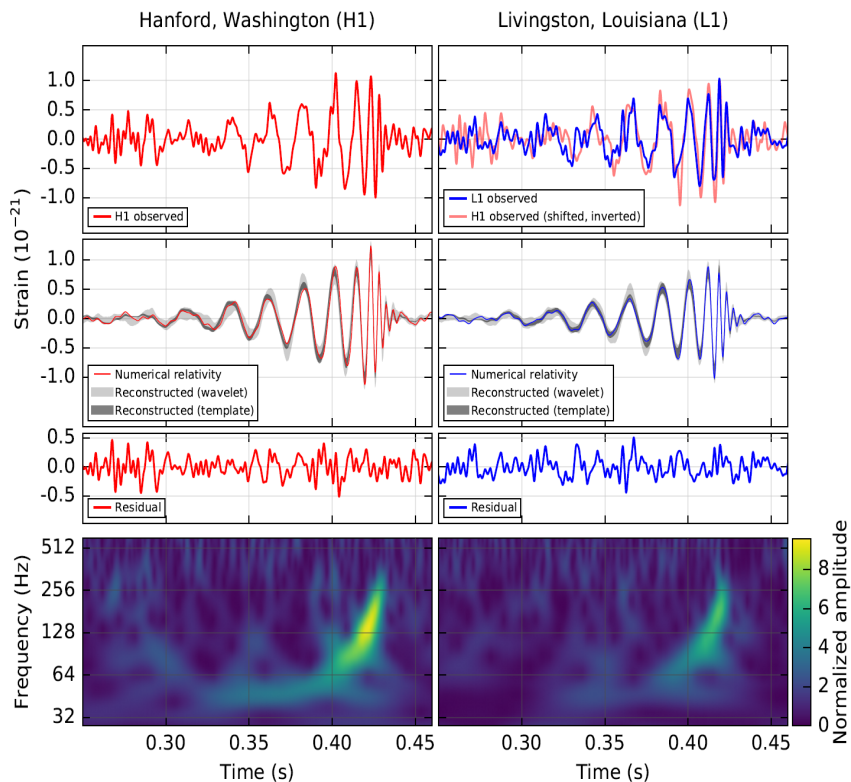 Hanford, Washington (H1)
Livingston, Louisiana (L1)
Strain (10⁻²¹)
1.0
0.5
0.0
-0.5
-1.0
H1 observed
L1 observed
H1 observed (shifted, inverted)
1.0
0.5
0.0
-0.5
-1.0
Numerical relativity
Reconstructed (wavelet)
Reconstructed (template)
Numerical relativity
Reconstructed (wavelet)
Reconstructed (template)
0.5
0.0
-0.5
Residual
Residual
Frequency (Hz)
512
256
128
64
32
0.30
0.35
0.40
0.45
Time (s)
0.30
0.35
0.40
0.45
Time (s)
Normalized amplitude
8
6
4
2
0